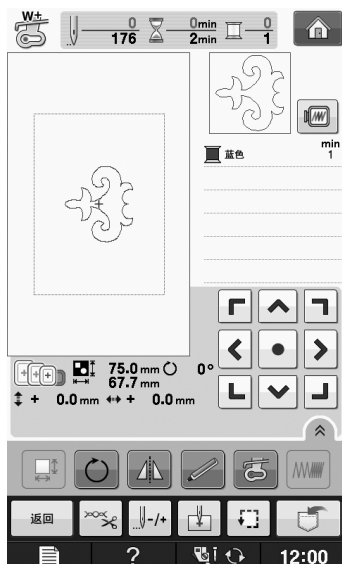 W±
0 0min 0
176 2min 1
蓝色 min
1
75.0 mm 0°
67.7 mm
+ 0.0 mm + 0.0 mm
返回 -/+
? 12:00